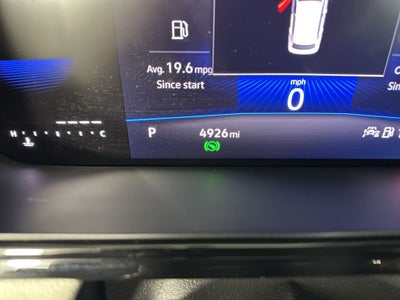 Avg. 19.6 mpg
Since start
mph
0
H C
P
4926 mi